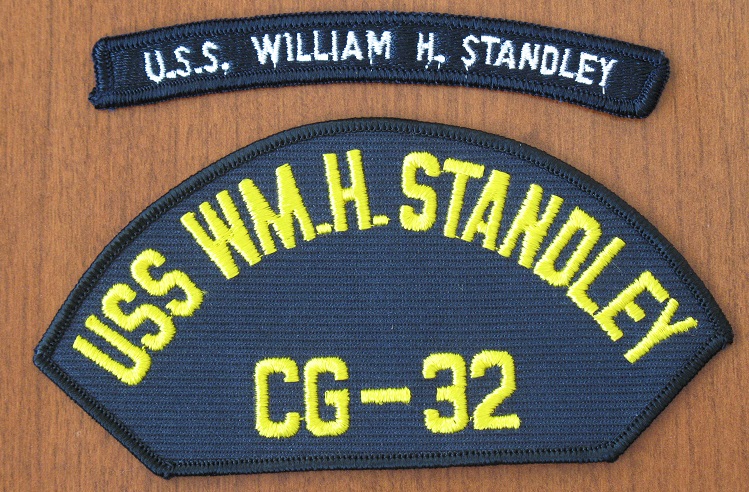 U.S.S. WILLIAM H. STANDLEY
USS WM.H. STANDLEY
CG-32